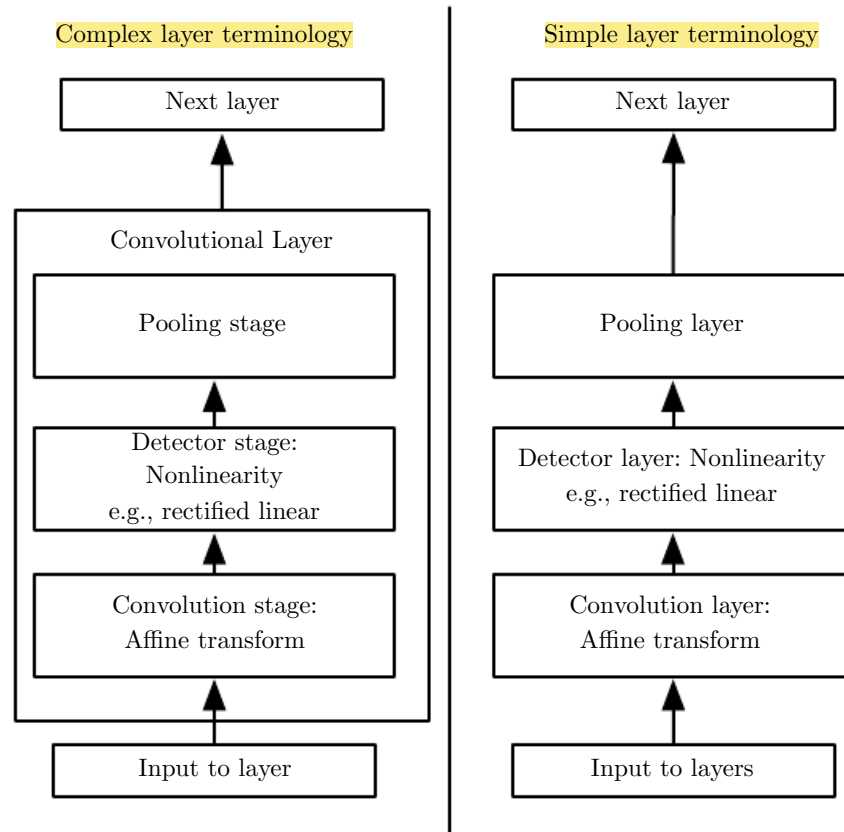 Complex layer terminology
Next layer
Convolutional Layer
Pooling stage
Detector stage:
Nonlinearity
e.g., rectified linear
Convolution stage:
Affine transform
Input to layer
Simple layer terminology
Next layer
Pooling layer
Detector layer: Nonlinearity
e.g., rectified linear
Convolution layer:
Affine transform
Input to layers